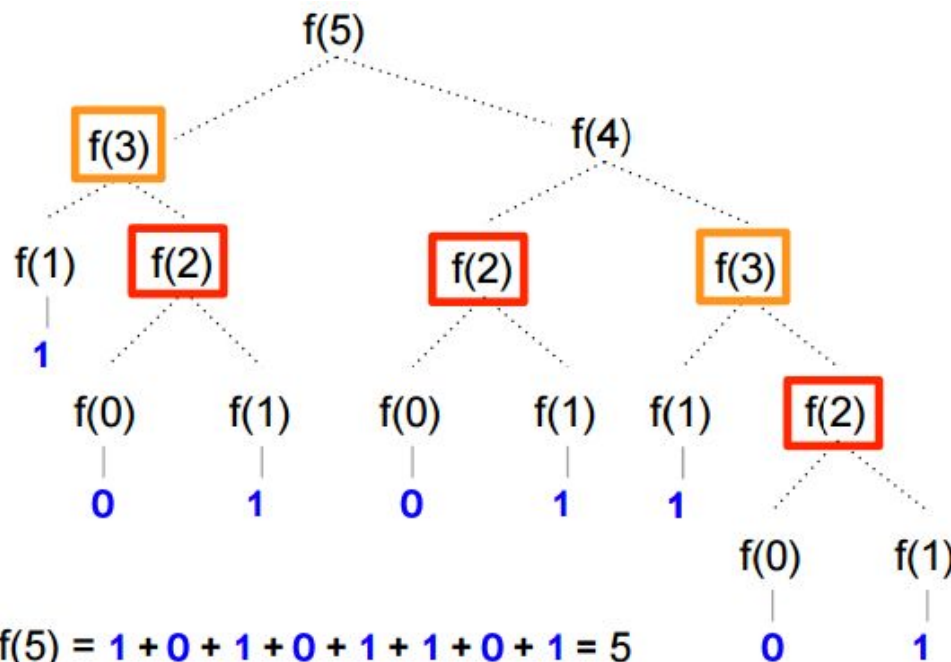 f(5)
f(3) f(4)
f(1) f(2) f(2) f(3)
1
f(0) f(1) f(0) f(1) f(1) f(2)
0 1 0 1 1
f(0) f(1)
f(5) = 1 + 0 + 1 + 0 + 1 + 1 + 0 + 1 = 5 0 1